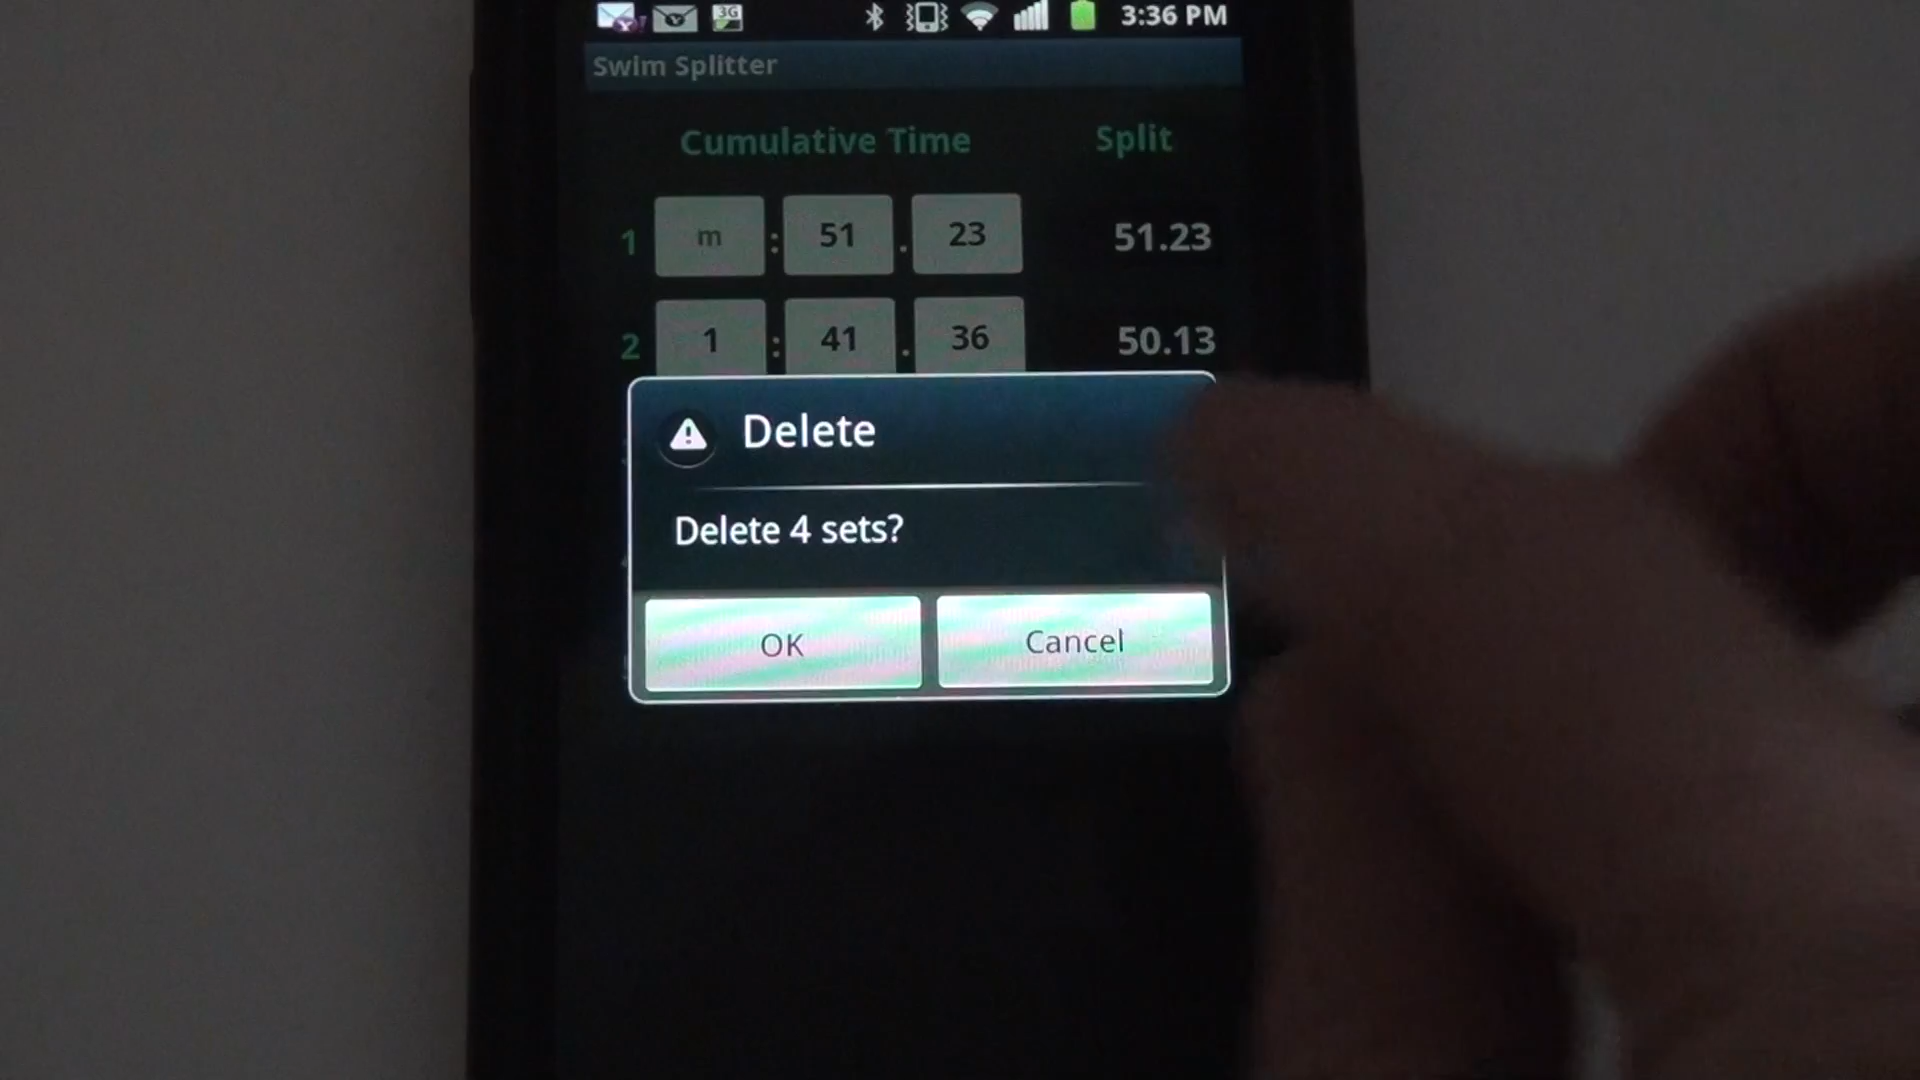 3G 3:36 PM
Swim Splitter
Cumulative Time Split
1 m : 51 . 23 51.23
2 1 : 41 . 36 50.13
Delete
Delete 4 sets?
OK Cancel